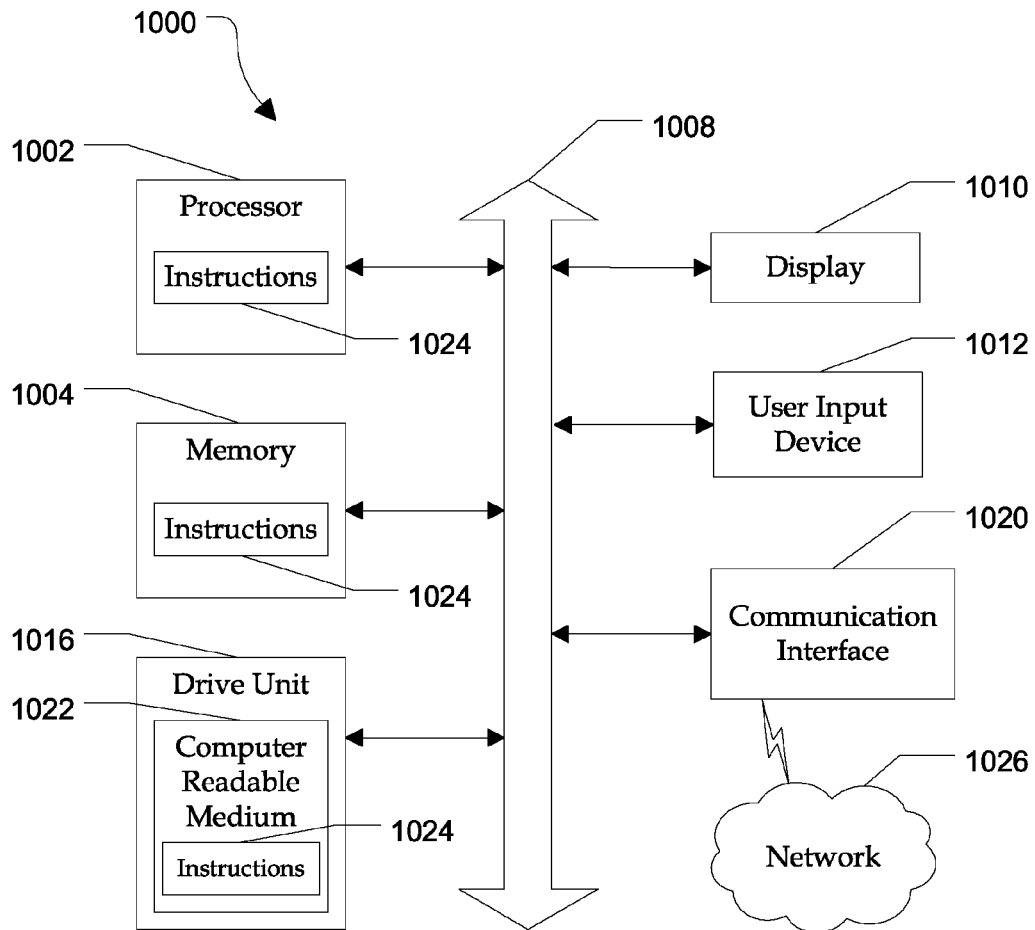 1000
1008
1002
Processor
Instructions
1024
1010
Display
1012
User Input
Device
1004
Memory
Instructions
1024
1020
Communication
Interface
1016
Drive Unit
1022
Computer
Readable
Medium
1024
Instructions
1026
Network